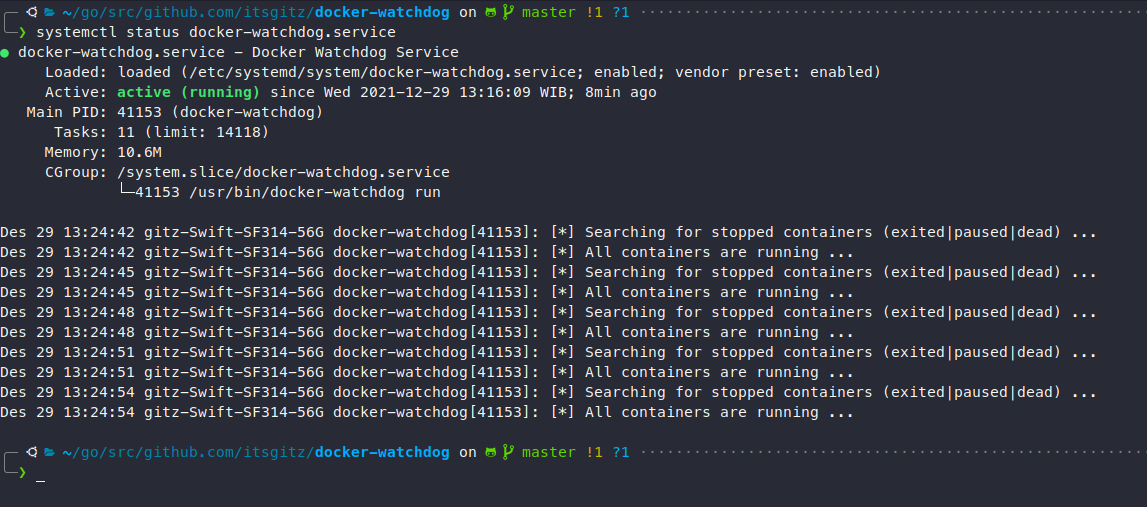 ~/go/src/github.com/itsgitz/docker-watchdog on master !1 ?1
❯ systemctl status docker-watchdog.service
● docker-watchdog.service - Docker Watchdog Service
Loaded: loaded (/etc/systemd/system/docker-watchdog.service; enabled; vendor preset: enabled)
Active: active (running) since Wed 2021-12-29 13:16:09 WIB; 8min ago
Main PID: 41153 (docker-watchdog)
Tasks: 11 (limit: 14118)
Memory: 10.6M
CGroup: /system.slice/docker-watchdog.service
└─41153 /usr/bin/docker-watchdog run
Des 29 13:24:42 gitz-Swift-SF314-56G docker-watchdog[41153]: [*] Searching for stopped containers (exited|paused|dead) ...
Des 29 13:24:42 gitz-Swift-SF314-56G docker-watchdog[41153]: [*] All containers are running ...
Des 29 13:24:45 gitz-Swift-SF314-56G docker-watchdog[41153]: [*] Searching for stopped containers (exited|paused|dead) ...
Des 29 13:24:45 gitz-Swift-SF314-56G docker-watchdog[41153]: [*] All containers are running ...
Des 29 13:24:48 gitz-Swift-SF314-56G docker-watchdog[41153]: [*] Searching for stopped containers (exited|paused|dead) ...
Des 29 13:24:48 gitz-Swift-SF314-56G docker-watchdog[41153]: [*] All containers are running ...
Des 29 13:24:51 gitz-Swift-SF314-56G docker-watchdog[41153]: [*] Searching for stopped containers (exited|paused|dead) ...
Des 29 13:24:51 gitz-Swift-SF314-56G docker-watchdog[41153]: [*] All containers are running ...
Des 29 13:24:54 gitz-Swift-SF314-56G docker-watchdog[41153]: [*] Searching for stopped containers (exited|paused|dead) ...
Des 29 13:24:54 gitz-Swift-SF314-56G docker-watchdog[41153]: [*] All containers are running ...
~/go/src/github.com/itsgitz/docker-watchdog on master !1 ?1
❯ _